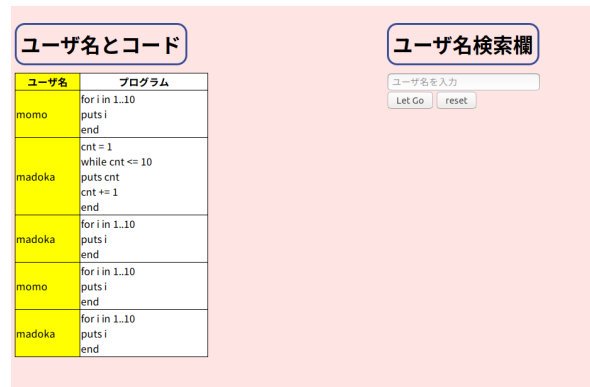 ユーザ名とコード
ユーザ名 プログラム
momo
for i in 1..10
puts i
end
madoka
cnt = 1
while cnt <= 10
puts cnt
cnt += 1
end
madoka
for i in 1..10
puts i
end
momo
for i in 1..10
puts i
end
madoka
for i in 1..10
puts i
end
ユーザ名検索欄
ユーザ名を入力
Let Go reset